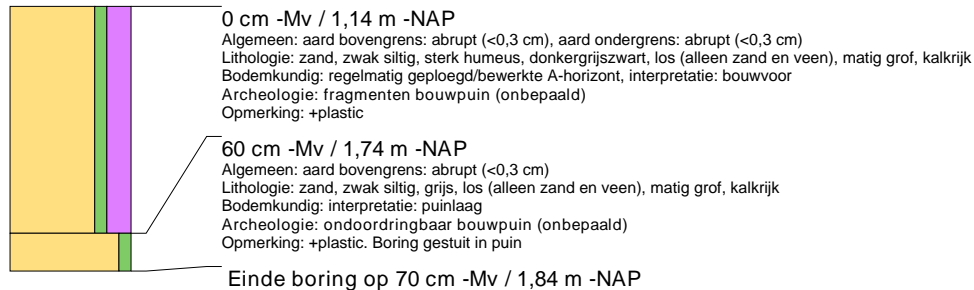 0 cm -Mv / 1,14 m -NAP
Algemeen: aard bovengrens: abrupt (<0,3 cm), aard ondergrens: abrupt (<0,3 cm)
Lithologie: zand, zwak siltig, sterk humeus, donkergrijszwart, los (alleen zand en veen), matig grof, kalkrijk
Bodemkundig: regelmatig geploegd/bewerkte A-horizont, interpretatie: bouwvoor
Archeologie: fragmenten bouwpuin (onbepaald)
Opmerking: +plastic
60 cm -Mv / 1,74 m -NAP
Algemeen: aard bovengrens: abrupt (<0,3 cm)
Lithologie: zand, zwak siltig, grijs, los (alleen zand en veen), matig grof, kalkrijk
Bodemkundig: interpretatie: puinlaag
Archeologie: ondoordringbaar bouwpuin (onbepaald)
Opmerking: +plastic. Boring gestuit in puin
Einde boring op 70 cm -Mv / 1,84 m -NAP